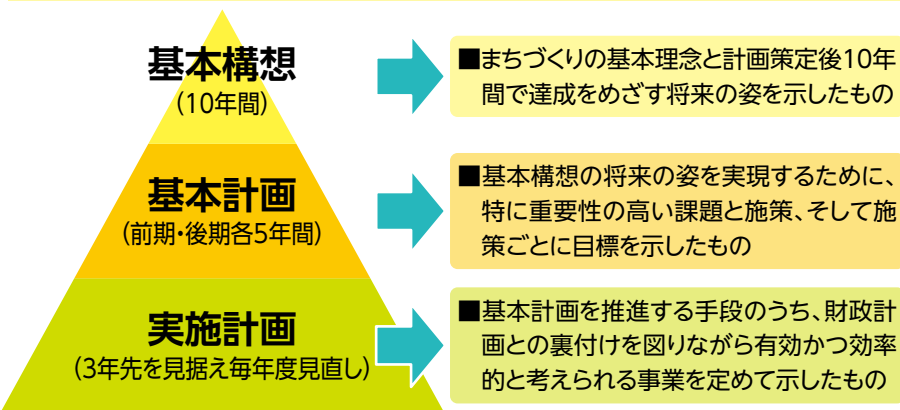 基本構想
(10年間)
■まちづくりの基本理念と計画策定後10年
間で達成をめざす将来の姿を示したもの
基本計画
(前期・後期各5年間)
■基本構想の将来の姿を実現するために、
特に重要性の高い課題と施策、そして施
策ごとに目標を示したもの
実施計画
(3年先を見据え毎年度見直し)
■基本計画を推進する手段のうち、財政計
画との裏付けを図りながら有効かつ効率
的と考えられる事業を定めて示したもの